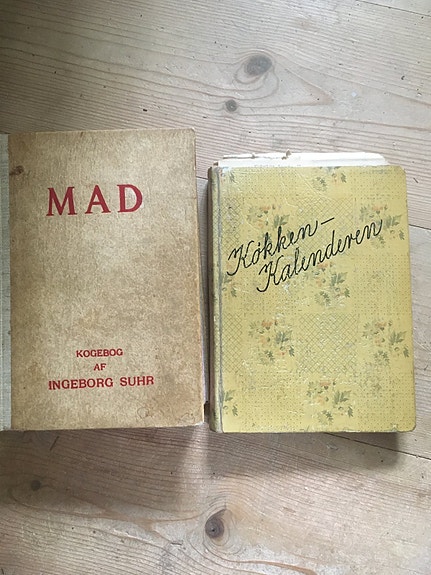 MAD
KOGEBOG
AF
INGEBORG SUHR
Køkken-
Kalenderen